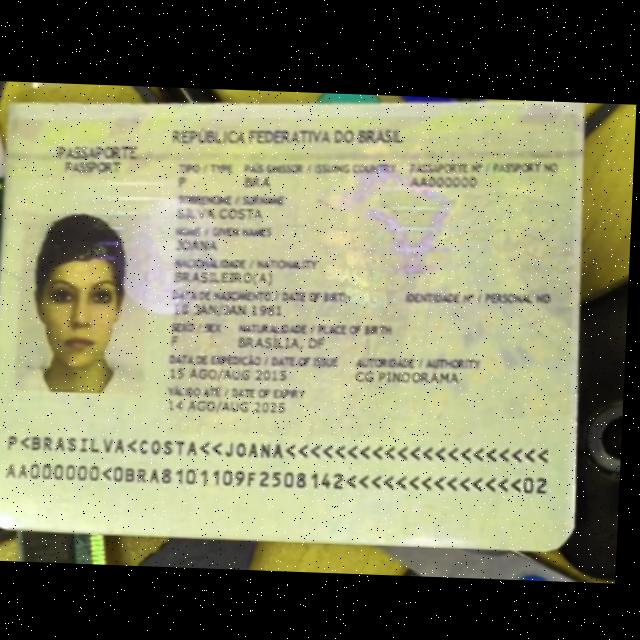 REPÚBLICA FEDERATIVA DO BRASIL
PASSAPORTE
PASSPORT
TIPO / TYPE PAIS EMISSOR / ISSUING COUNTRY PASSAPORTE Nº / PASSPORT NO
P BRA AA000000
SOBRENOME / SURNAME
SILVA COSTA
NOME / GIVEN NAMES
JOANA
NACIONALIDADE / NATIONALITY
BRASILEIRO(A)
DATA DE NASCIMENTO / DATE OF BIRTH IDENTIDADE Nº / PERSONAL NO
JAN/JAN 1981
SEXO / SEX NATURALIDADE / PLACE OF BIRTH
F BRASÍLIA, DF
DATA DE EXPEDIÇÃO / DATE OF ISSUE AUTORIDADE / AUTHORITY
15 AGO/AUG 2015 CG PINDORAMA
VÁLIDO ATÉ / DATE OF EXPIRY
14 AGO/AUG 2025
P<BRASILVA<COSTA<<JOANA<<<<<<<<<<<<<<<<<<<<<
AA000000<0BRA8101109F2508142<<<<<<<<<<<<<<02